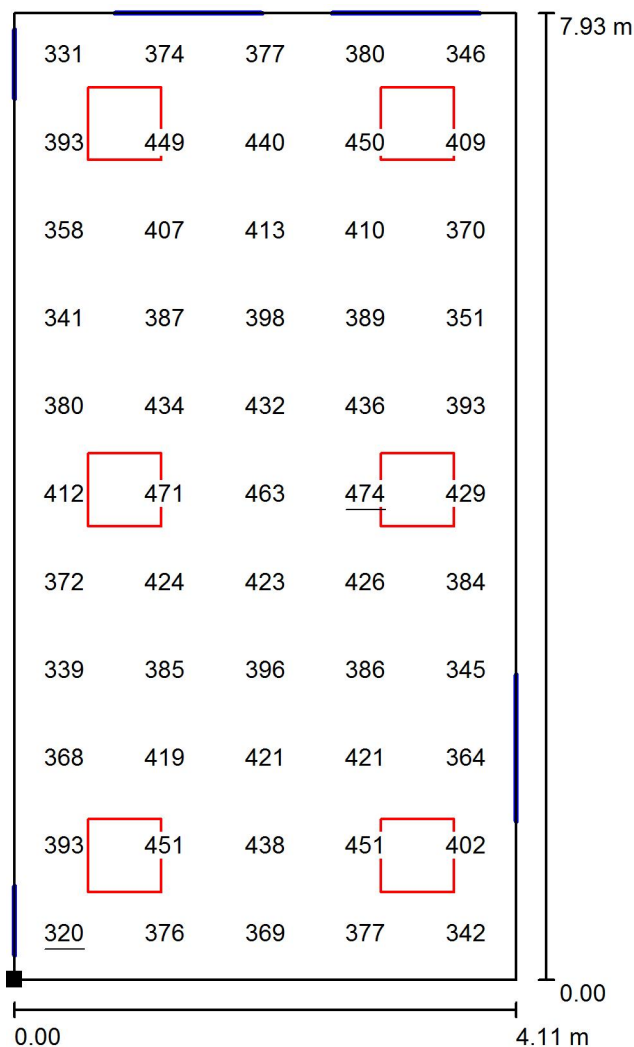 7.93 m
331 374 377 380 346
393 449 440 450 409
358 407 413 410 370
341 387 398 389 351
380 434 432 436 393
412 471 463 474 429
372 424 423 426 384
339 385 396 386 345
368 419 421 421 364
393 451 438 451 402
320 376 369 377 342
0.00
0.00 4.11 m